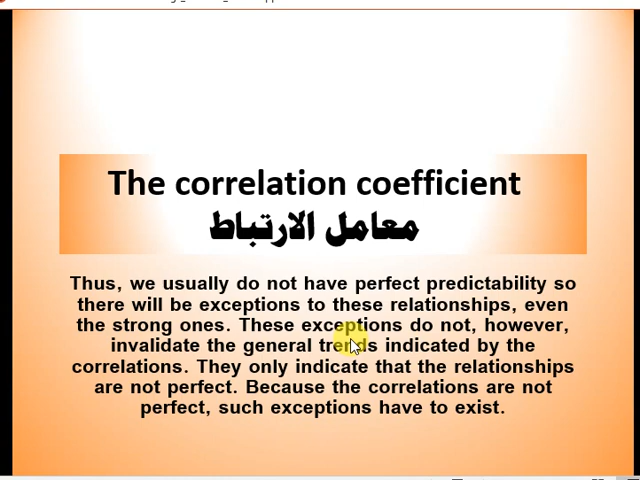 The correlation coefficient
معامل الارتباط
Thus, we usually do not have perfect predictability so
there will be exceptions to these relationships, even
the strong ones. These exceptions do not, however,
invalidate the general trends indicated by the
correlations. They only indicate that the relationships
are not perfect. Because the correlations are not
perfect, such exceptions have to exist.